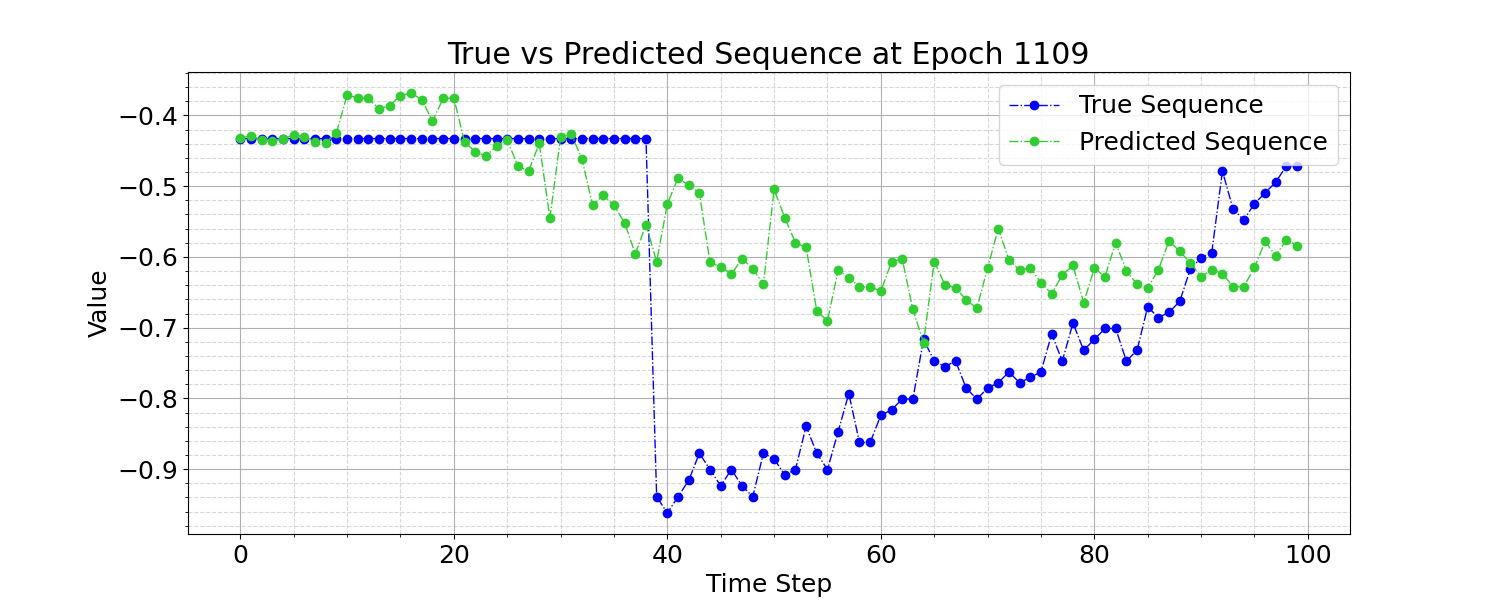 True vs Predicted Sequence at Epoch 1109
True Sequence
Predicted Sequence
Value
−0.4
−0.5
−0.6
−0.7
−0.8
−0.9
0 20 40 60 80 100
Time Step